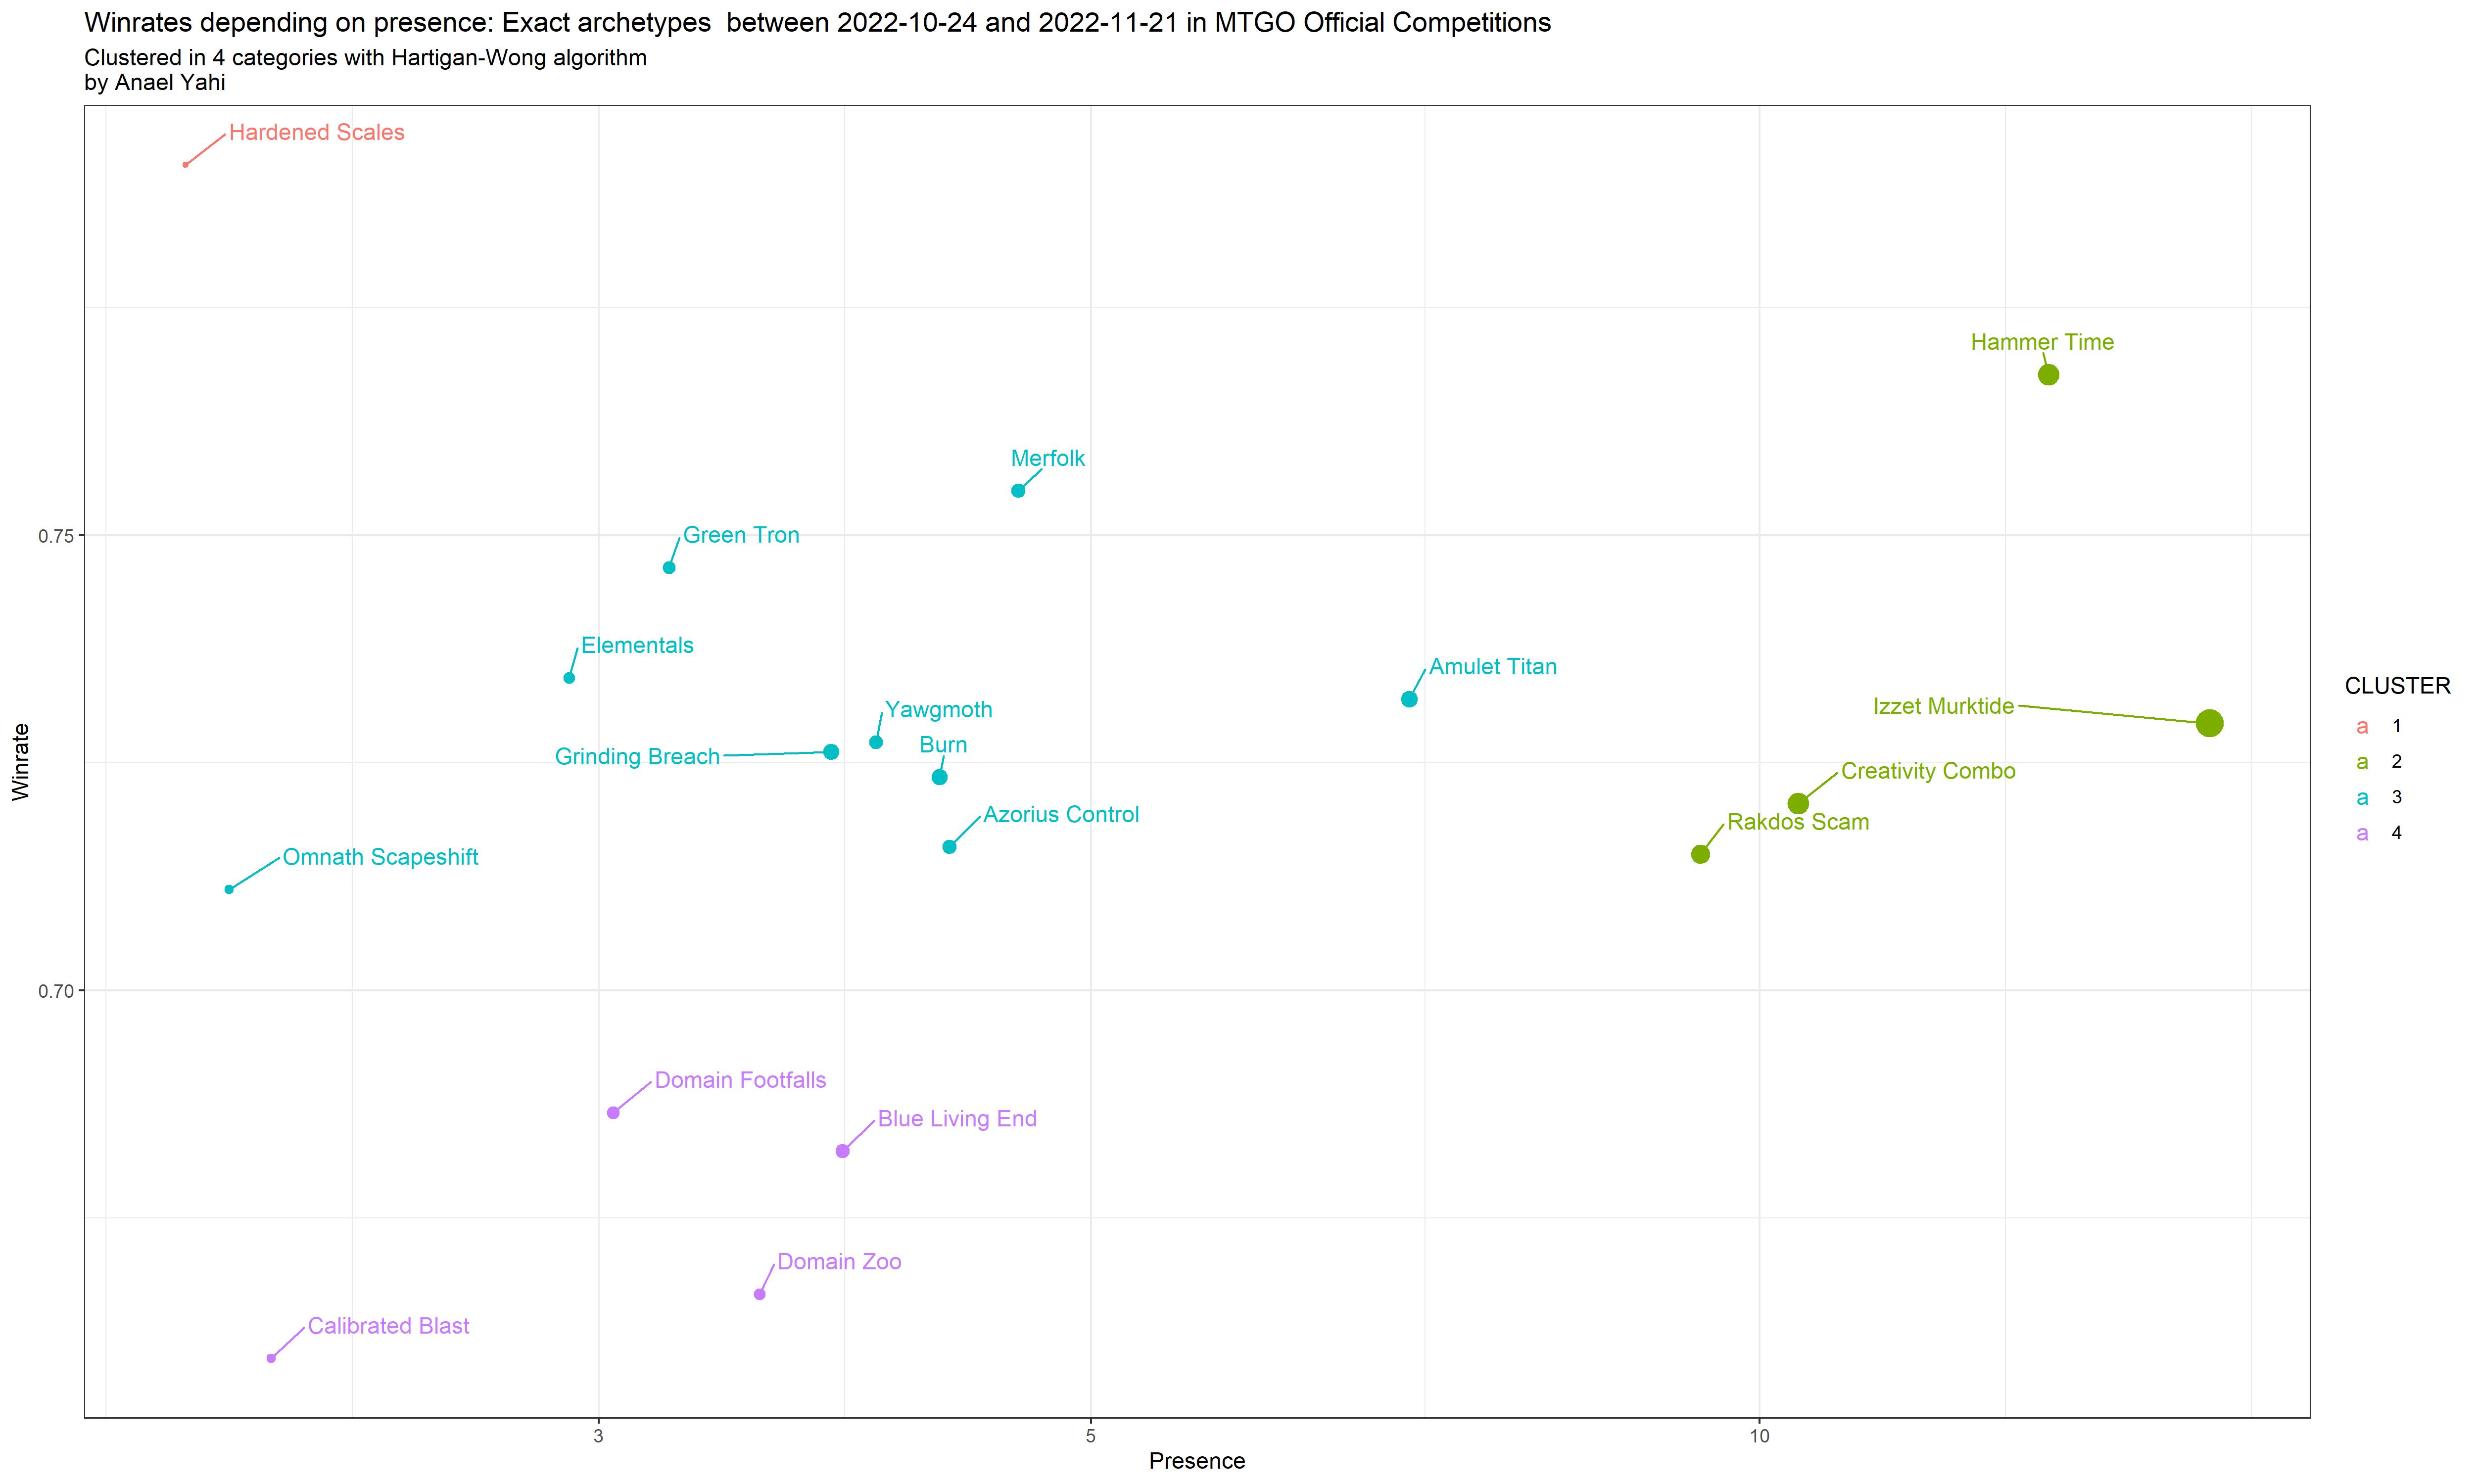 Winrates depending on presence: Exact archetypes  between 2022-10-24 and 2022-11-21 in MTGO Official Competitions
Clustered in 4 categories with Hartigan-Wong algorithm
by Anael Yahi
Hardened Scales
Hammer Time
Merfolk
Green Tron
Elementals
Amulet Titan
Izzet Murktide
Yawgmoth
Burn
Grinding Breach
Creativity Combo
Azorius Control
Rakdos Scam
Omnath Scapeshift
Domain Footfalls
Blue Living End
Domain Zoo
Calibrated Blast
0.75
0.70
Winrate
3
5
10
Presence
CLUSTER
a 1
a 2
a 3
a 4